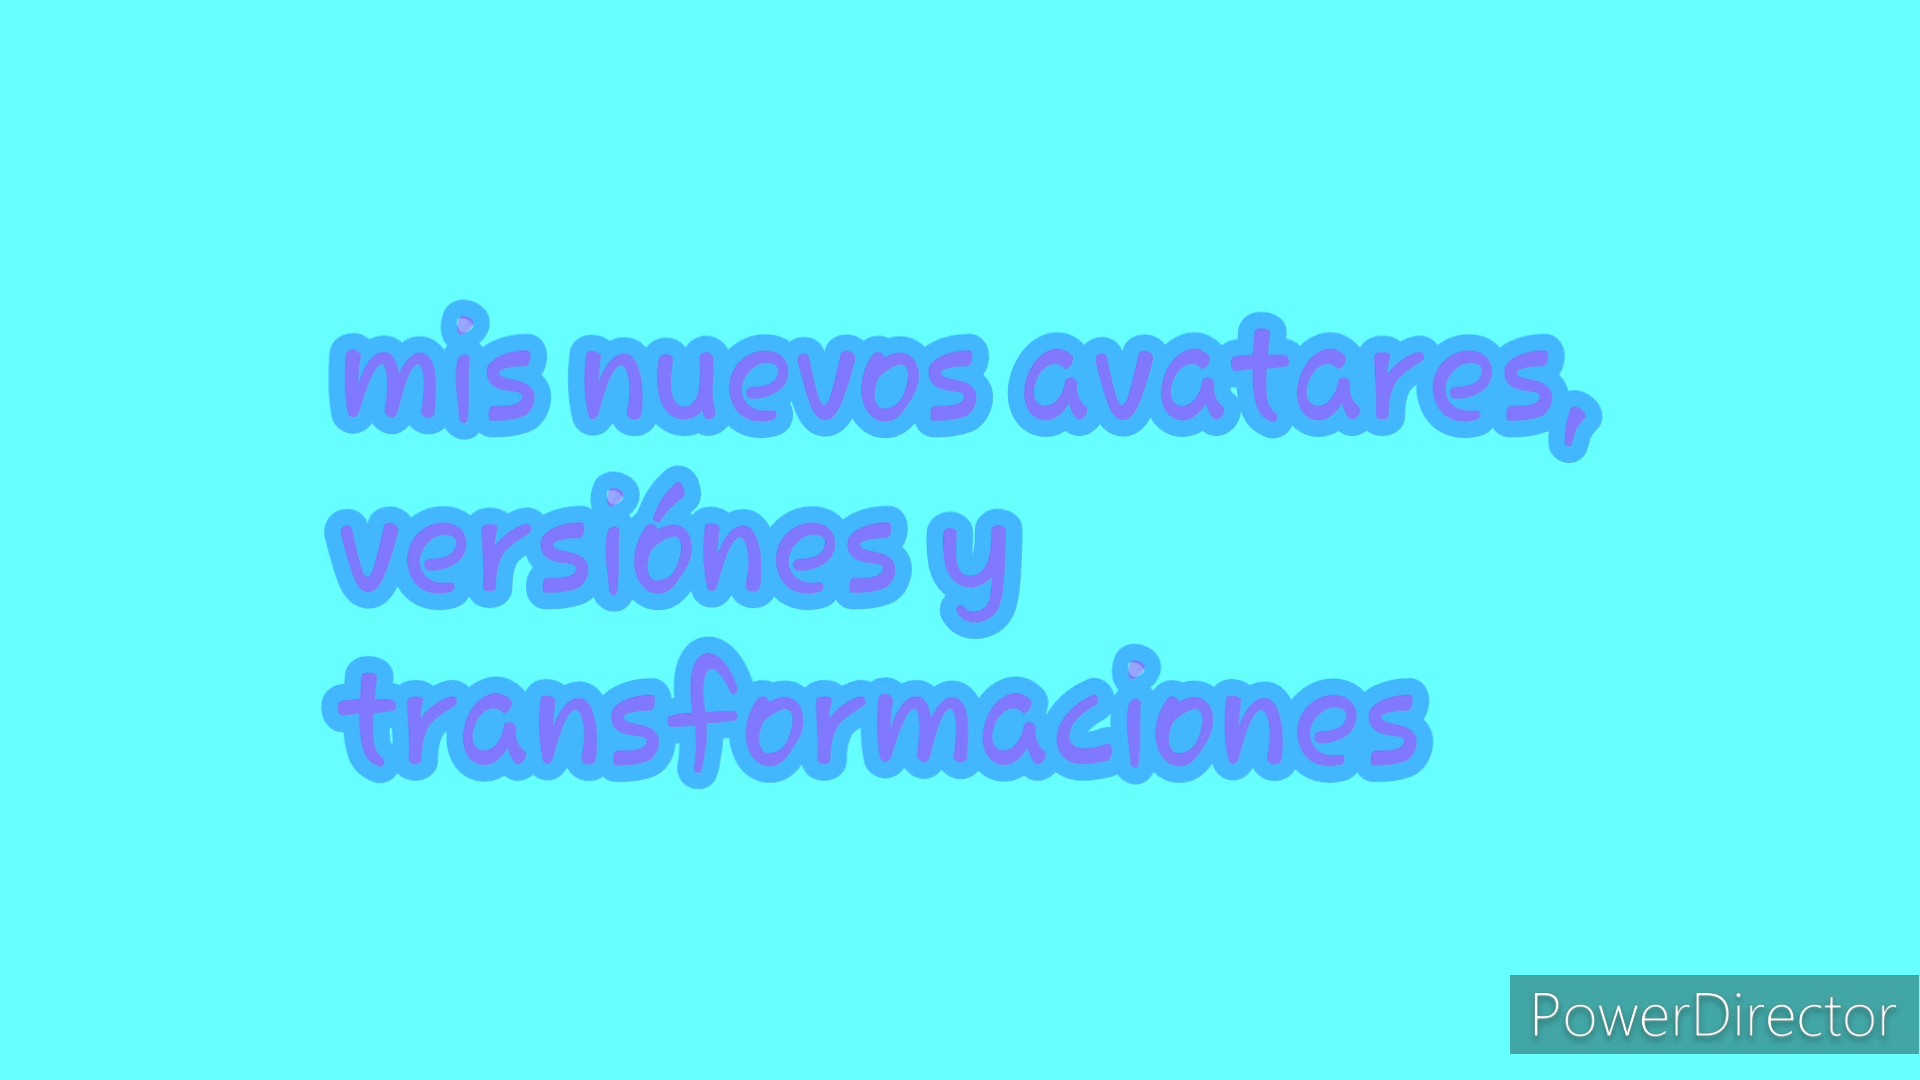 mis nuevos avatares,
versiónes y
transformaciones
PowerDirector